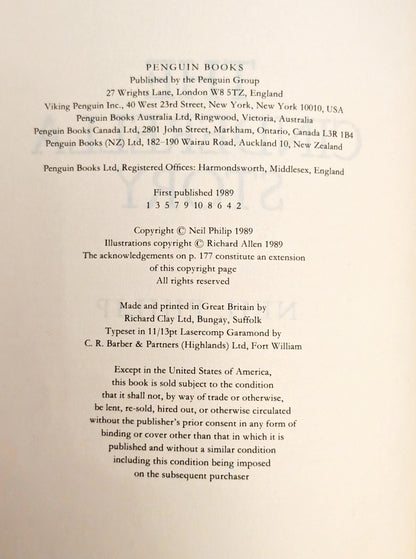 PENGUIN BOOKS
Published by the Penguin Group
27 Wrights Lane, London W8 5TZ, England
Viking Penguin Inc., 40 West 23rd Street, New York, New York 10010, USA
Penguin Books Australia Ltd, Ringwood, Victoria, Australia
Penguin Books Canada Ltd, 2801 John Street, Markham, Ontario, Canada L3R 1B4
Penguin Books (NZ) Ltd, 182–190 Wairau Road, Auckland 10, New Zealand
Penguin Books Ltd, Registered Offices: Harmondsworth, Middlesex, England
First published 1989
1 3 5 7 9 10 8 6 4 2
Copyright © Neil Philip 1989
Illustrations copyright © Richard Allen 1989
The acknowledgements on p. 177 constitute an extension
of this copyright page
All rights reserved
Made and printed in Great Britain by
Richard Clay Ltd, Bungay, Suffolk
Typeset in 11/13pt Lasercomp Garamond by
C. R. Barber & Partners (Highlands) Ltd, Fort William
Except in the United States of America,
this book is sold subject to the condition
that it shall not, by way of trade or otherwise,
be lent, re-sold, hired out, or otherwise circulated
without the publisher's prior consent in any form of
binding or cover other than that in which it is
published and without a similar condition
including this condition being imposed
on the subsequent purchaser